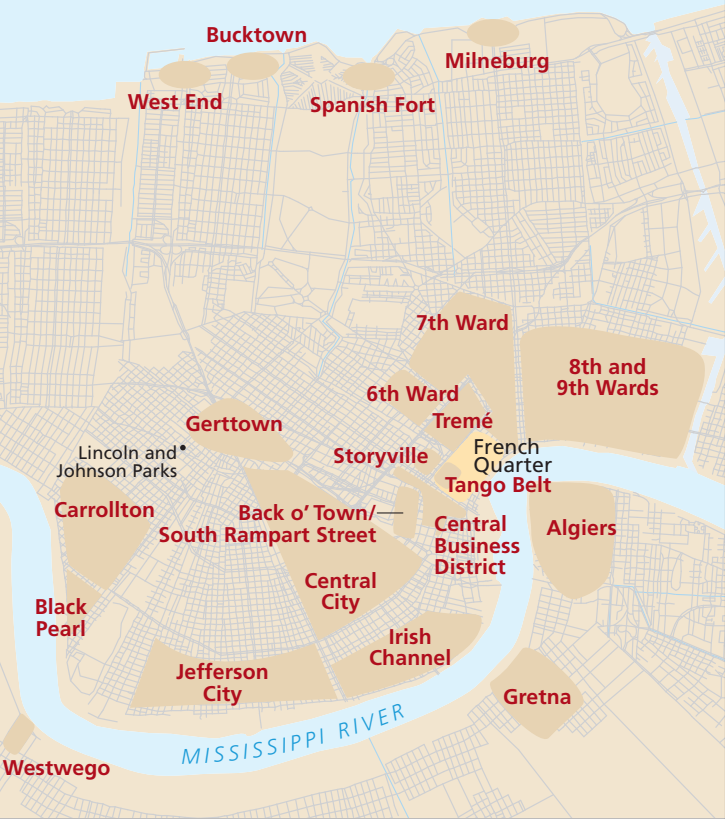 Bucktown
Milneburg
West End
Spanish Fort
7th Ward
8th and
9th Wards
6th Ward
Tremé
Gerttown
French
Quarter
Lincoln and
Johnson Parks
Storyville
Tango Belt
Carrollton
Back o’ Town/
South Rampart Street
Central
Business
District
Algiers
Central
City
Black
Pearl
Irish
Channel
Jefferson
City
Gretna
MISSISSIPPI RIVER
Westwego